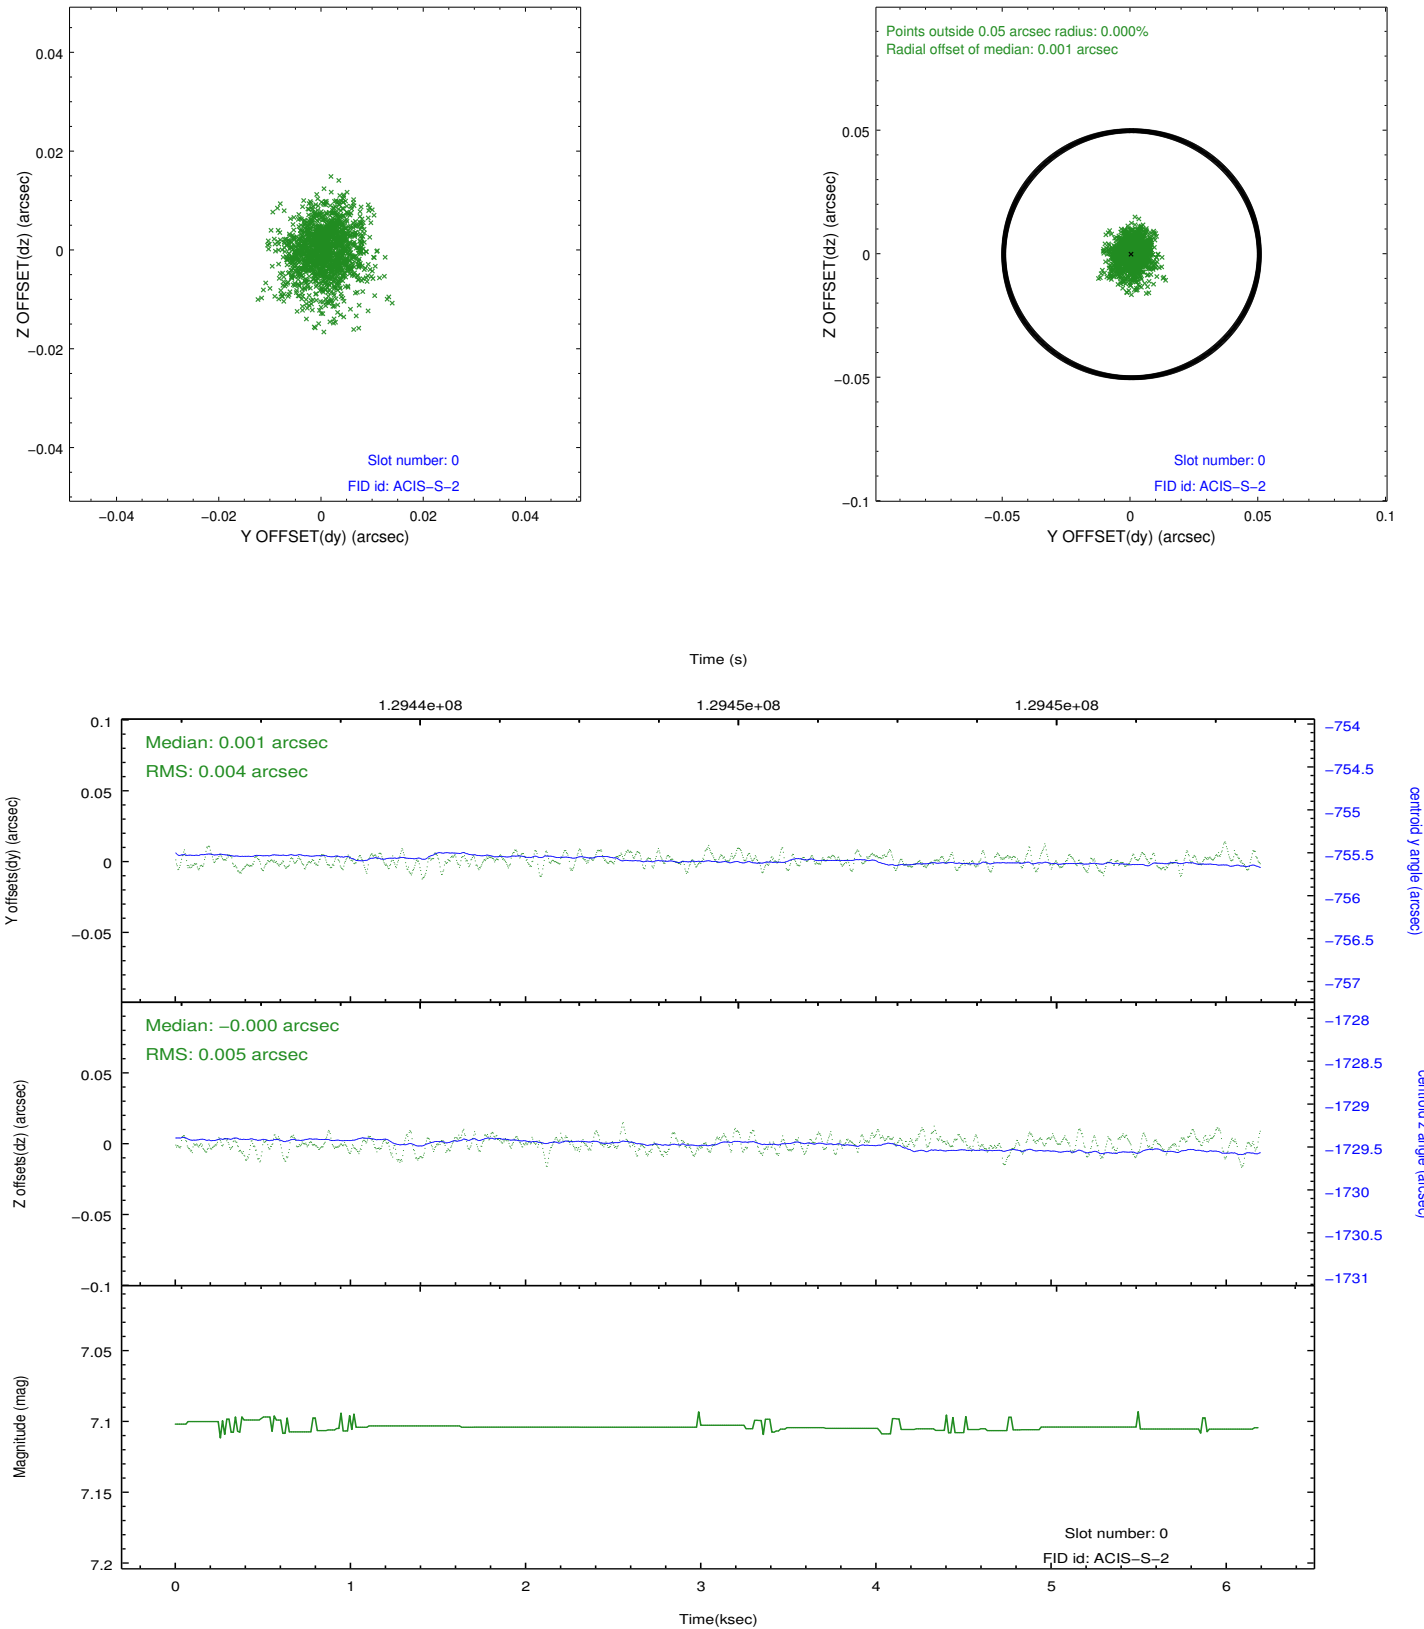 0.04
0.02
0
−0.02
−0.04
Z OFFSET(dz) (arcsec)
Slot number: 0
FID id: ACIS−S−2
−0.04
−0.02
0
0.02
0.04
Y OFFSET(dy) (arcsec)
Points outside 0.05 arcsec radius: 0.000%
Radial offset of median: 0.001 arcsec
0.05
0
−0.05
−0.1
Z OFFSET(dz) (arcsec)
Slot number: 0
FID id: ACIS−S−2
−0.05
0
0.05
0.1
Y OFFSET(dy) (arcsec)
Time (s)
1.2944e+08
1.2945e+08
1.2945e+08
0.1
0.05
0
−0.05
Y offsets(dy) (arcsec)
Median: 0.001 arcsec
RMS: 0.004 arcsec
−754
−754.5
−755
−755.5
−756
−756.5
−757
centroid y angle (arcsec)
0.05
0
−0.05
−0.1
Z offsets(dz) (arcsec)
Median: −0.000 arcsec
RMS: 0.005 arcsec
−1728
−1728.5
−1729
−1729.5
−1730
−1730.5
−1731
centroid z angle (arcsec)
7.05
7.1
7.15
7.2
Magnitude (mag)
Slot number: 0
FID id: ACIS−S−2
0
1
2
3
4
5
6
Time(ksec)